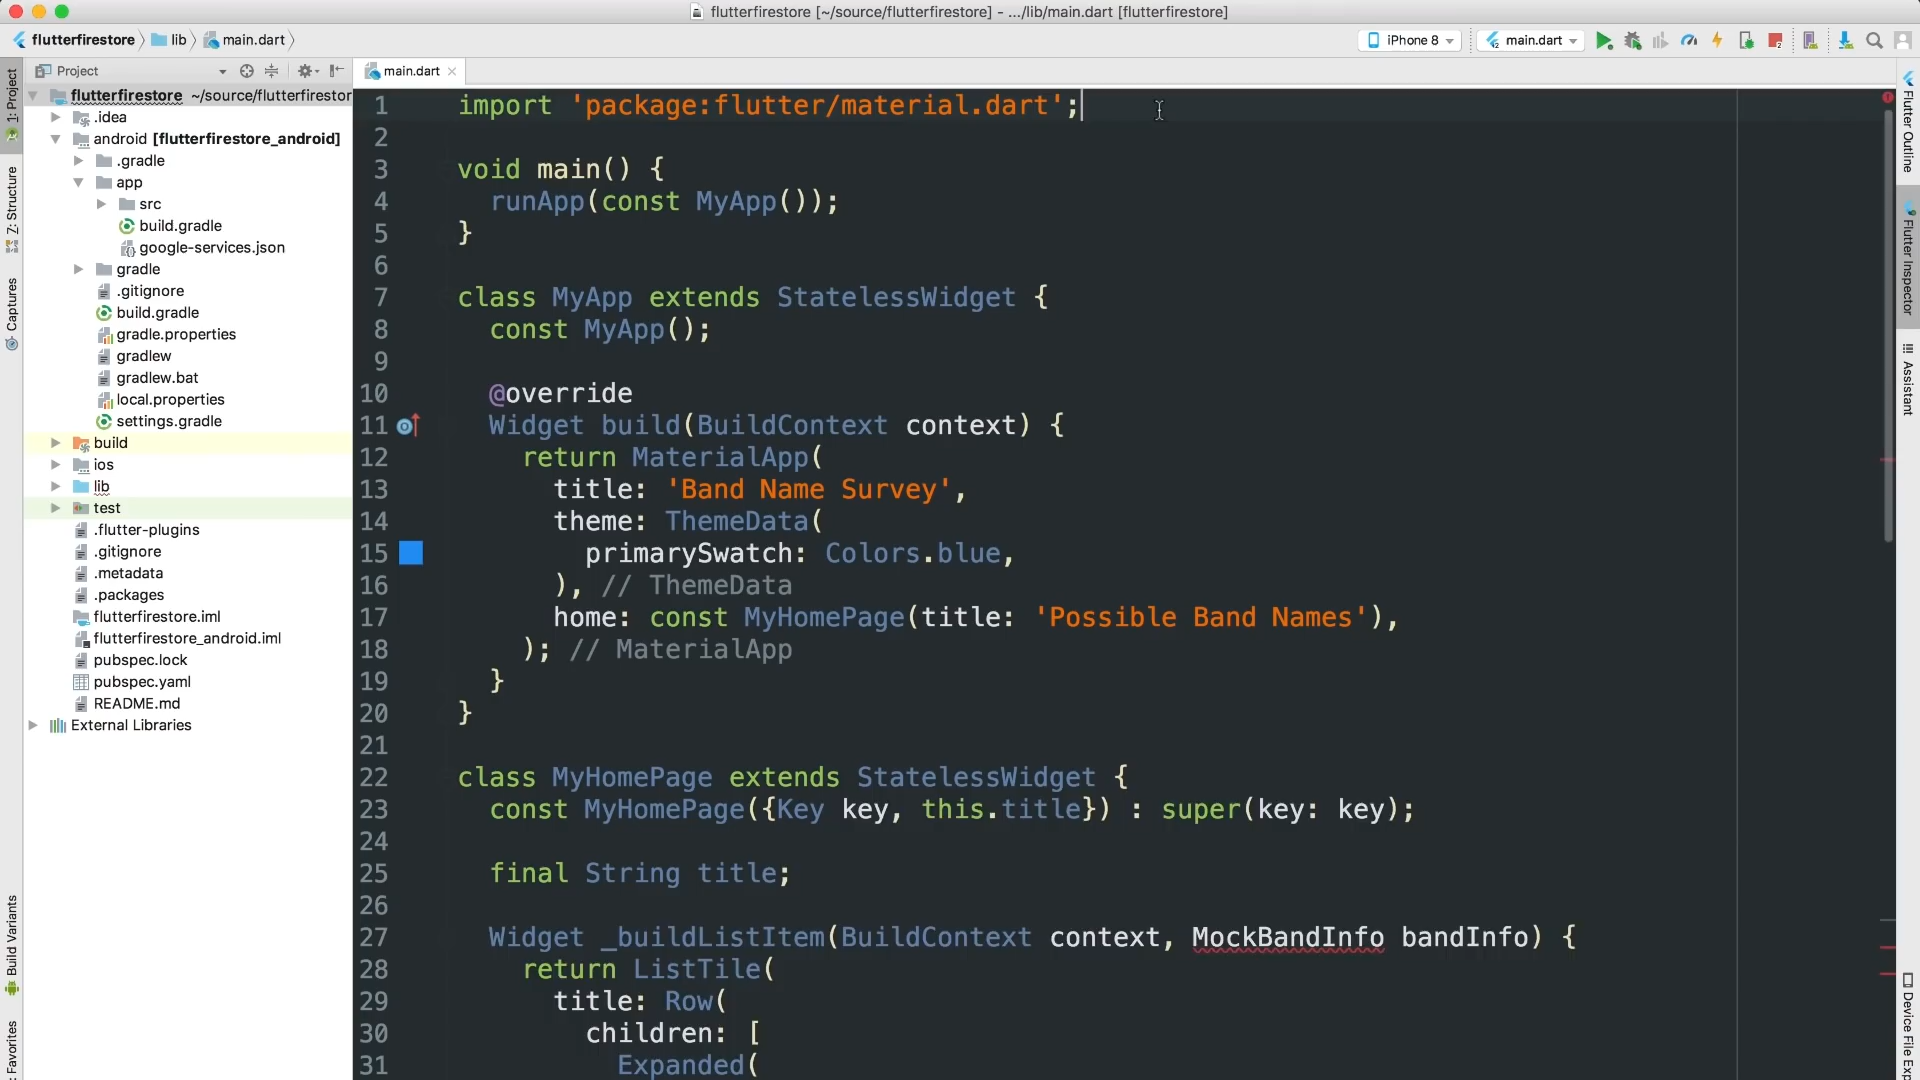 flutterfirestore [~/source/flutterfirestore] - .../lib/main.dart [flutterfirestore]
flutterfirestore
lib
main.dart
iPhone 8
main.dart
Project
main.dart
1: Project
Z: Structure
Captures
Build Variants
Favorites
flutterfirestore ~/source/flutterfirestor
.idea
android [flutterfirestore_android]
.gradle
app
src
build.gradle
google-services.json
gradle
.gitignore
build.gradle
gradle.properties
gradlew
gradlew.bat
local.properties
settings.gradle
build
ios
lib
test
.flutter-plugins
.gitignore
.metadata
.packages
flutterfirestore.iml
flutterfirestore_android.iml
pubspec.lock
pubspec.yaml
README.md
External Libraries
1 import 'package:flutter/material.dart';
2
3 void main() {
4 runApp(const MyApp());
5 }
6
7 class MyApp extends StatelessWidget {
8 const MyApp();
9
10 @override
11 Widget build(BuildContext context) {
12 return MaterialApp(
13 title: 'Band Name Survey',
14 theme: ThemeData(
15 primarySwatch: Colors.blue,
16 ), // ThemeData
17 home: const MyHomePage(title: 'Possible Band Names'),
18 ); // MaterialApp
19 }
20 }
21
22 class MyHomePage extends StatelessWidget {
23 const MyHomePage({Key key, this.title}) : super(key: key);
24
25 final String title;
26
27 Widget _buildListItem(BuildContext context, MockBandInfo bandInfo) {
28 return ListTile(
29 title: Row(
30 children: [
31 Expanded(
Flutter Outline
Flutter Inspector
Assistant
Device File Exp